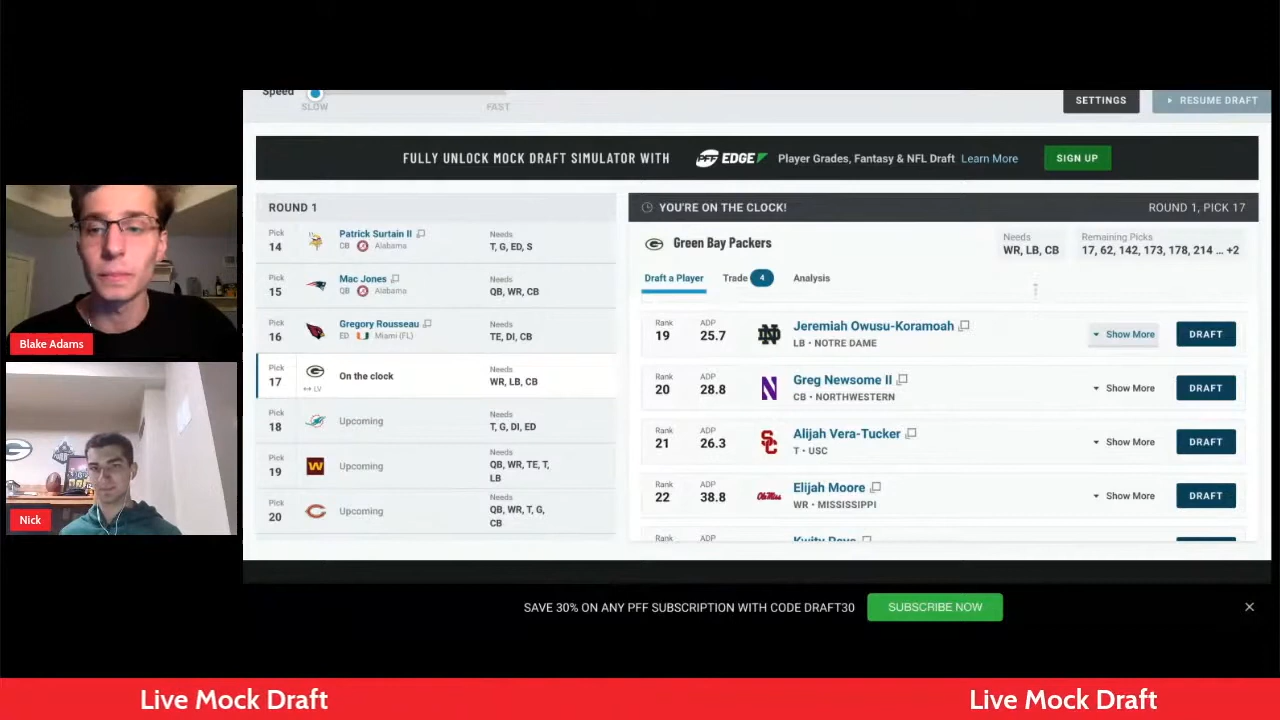 Speed
SLOW
FAST
SETTINGS
RESUME DRAFT
FULLY UNLOCK MOCK DRAFT SIMULATOR WITH
PFF EDGE
Player Grades, Fantasy & NFL Draft Learn More
SIGN UP
ROUND 1
Pick
14
Patrick Surtain II
CB Alabama
Needs
T, G, ED, S
Pick
15
Mac Jones
QB Alabama
Needs
QB, WR, CB
Pick
16
Gregory Rousseau
ED Miami (FL)
Needs
TE, DI, CB
Pick
17
LV
On the clock
Needs
WR, LB, CB
Pick
18
Upcoming
Needs
T, G, DI, ED
Pick
19
W
Upcoming
Needs
QB, WR, TE, T,
LB
Pick
20
Upcoming
Needs
QB, WR, T, G,
CB
YOU'RE ON THE CLOCK!
ROUND 1, PICK 17
G
Green Bay Packers
Needs
WR, LB, CB
Remaining Picks
17, 62, 142, 173, 178, 214 ... +2
Draft a Player
Trade 4
Analysis
Rank
19
ADP
25.7
Jeremiah Owusu-Koramoah
LB • NOTRE DAME
Show More
DRAFT
Rank
20
ADP
28.8
N
Greg Newsome II
CB • NORTHWESTERN
Show More
DRAFT
Rank
21
ADP
26.3
SC
Alijah Vera-Tucker
T • USC
Show More
DRAFT
Rank
22
ADP
38.8
Ole Miss
Elijah Moore
WR • MISSISSIPPI
Show More
DRAFT
Rank
ADP
Kwity Paye
Blake Adams
Nick
SAVE 30% ON ANY PFF SUBSCRIPTION WITH CODE DRAFT30
SUBSCRIBE NOW
Live Mock Draft
Live Mock Draft